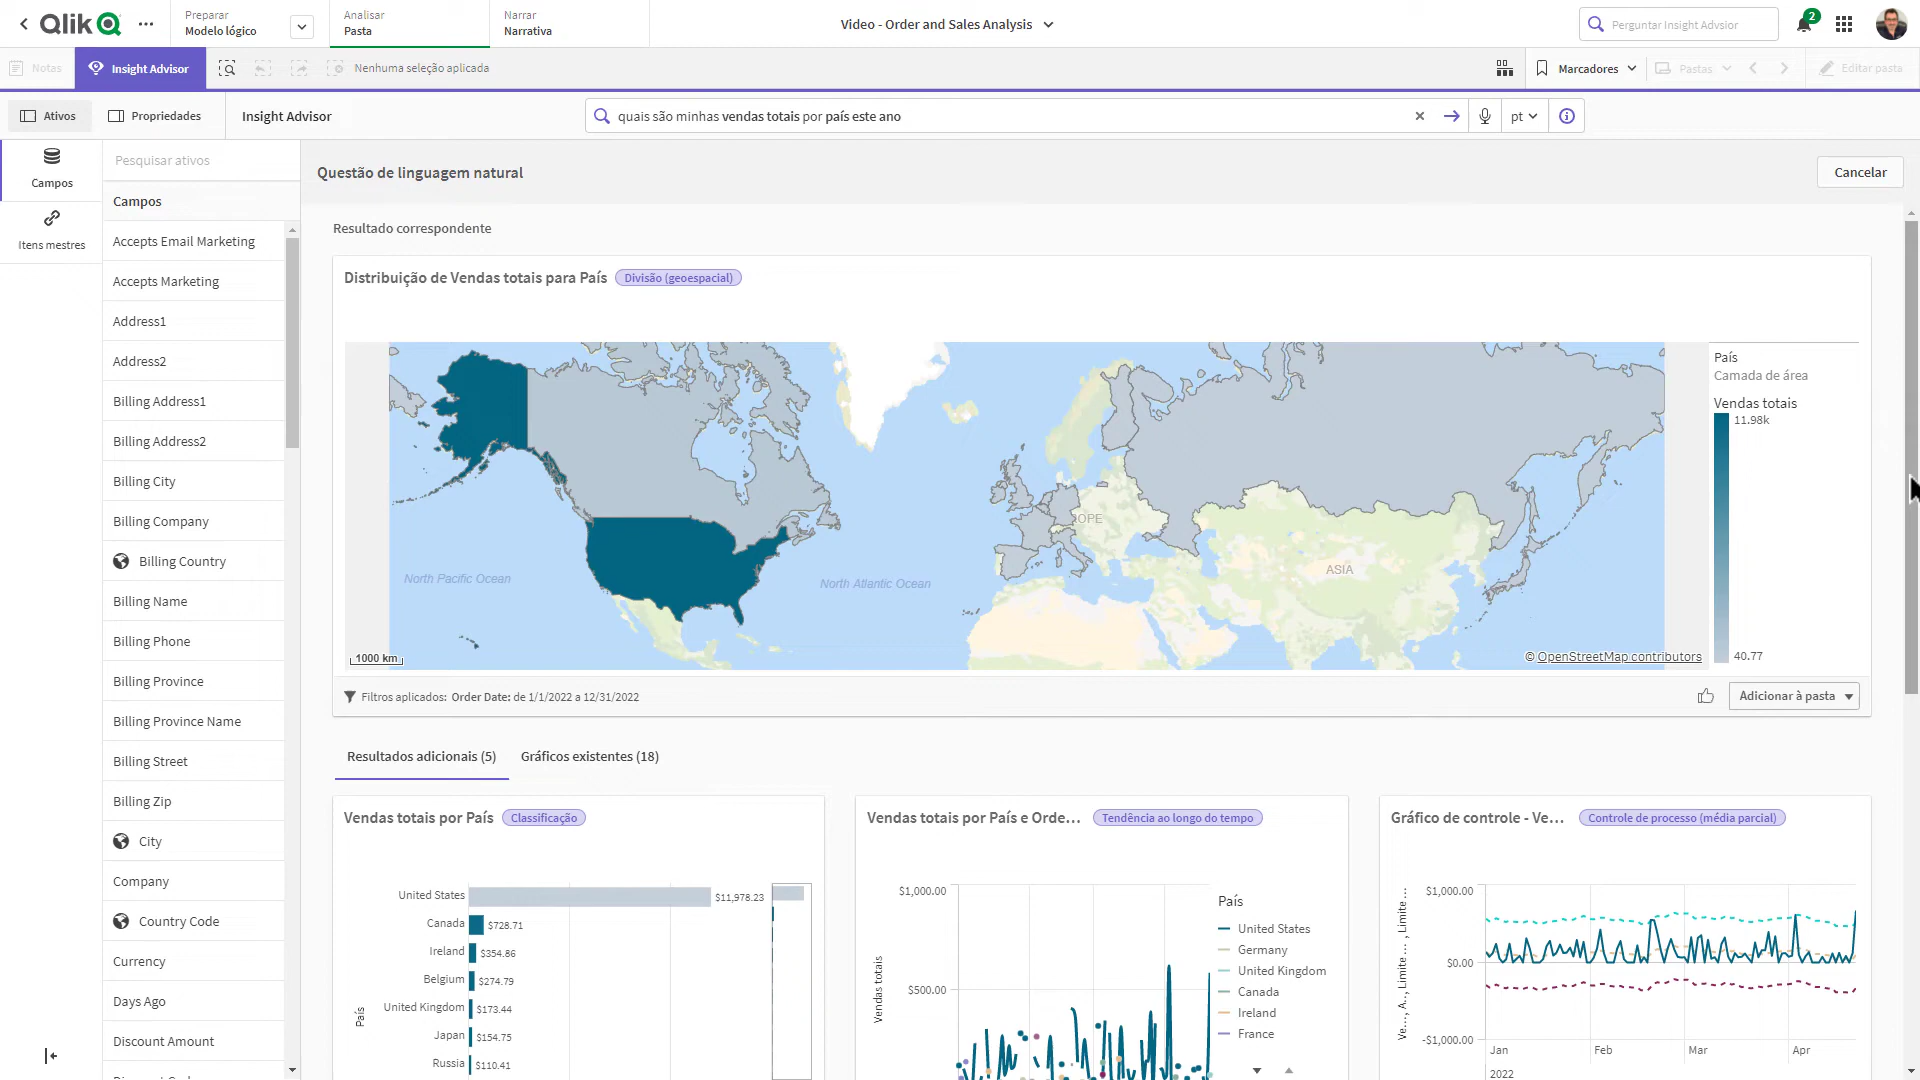 Qlik
Preparar
Modelo lógico
Analisar
Pasta
Narrar
Narrativa
Video - Order and Sales Analysis
Perguntar Insight Advsior
2
Notas
Insight Advisor
Nenhuma seleção aplicada
Marcadores
Pastas
Editar pasta
Ativos
Propriedades
Insight Advisor
quais são minhas vendas totais por país este ano
pt
Campos
Itens mestres
Pesquisar ativos
Campos
Accepts Email Marketing
Accepts Marketing
Address1
Address2
Billing Address1
Billing Address2
Billing City
Billing Company
Billing Country
Billing Name
Billing Phone
Billing Province
Billing Province Name
Billing Street
Billing Zip
City
Company
Country Code
Currency
Days Ago
Discount Amount
Questão de linguagem natural
Cancelar
Resultado correspondente
Distribuição de Vendas totais para País
Divisão (geoespacial)
North Pacific Ocean
North Atlantic Ocean
OPE
ASIA
1000 km
© OpenStreetMap contributors
País
Camada de área
Vendas totais
11.98k
40.77
Filtros aplicados: Order Date: de 1/1/2022 a 12/31/2022
Adicionar à pasta
Resultados adicionais (5)
Gráficos existentes (18)
Vendas totais por País
Classificação
País
United States
$11,978.23
Canada
$728.71
Ireland
$354.86
Belgium
$274.79
United Kingdom
$173.44
Japan
$154.75
Russia
$110.41
Vendas totais por País e Orde...
Tendência ao longo do tempo
Vendas totais
$1,000.00
$500.00
País
United States
Germany
United Kingdom
Canada
Ireland
France
Gráfico de controle - Ve...
Controle de processo (média parcial)
Ve..., A..., Limite ... , Limite ...
$1,000.00
$0.00
-$1,000.00
Jan
Feb
Mar
Apr
2022